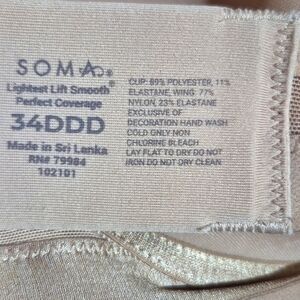 SOMA®
Lightest Lift Smooth®
Perfect Coverage
34DDD
Made in Sri Lanka
RN# 79984
102101
CUP: 89% POLYESTER, 11%
ELASTANE, WING: 77%
NYLON, 23% ELASTANE
EXCLUSIVE OF
DECORATION HAND WASH
COLD ONLY NON
CHLORINE BLEACH
LAY FLAT TO DRY DO NOT
IRON DO NOT DRY CLEAN